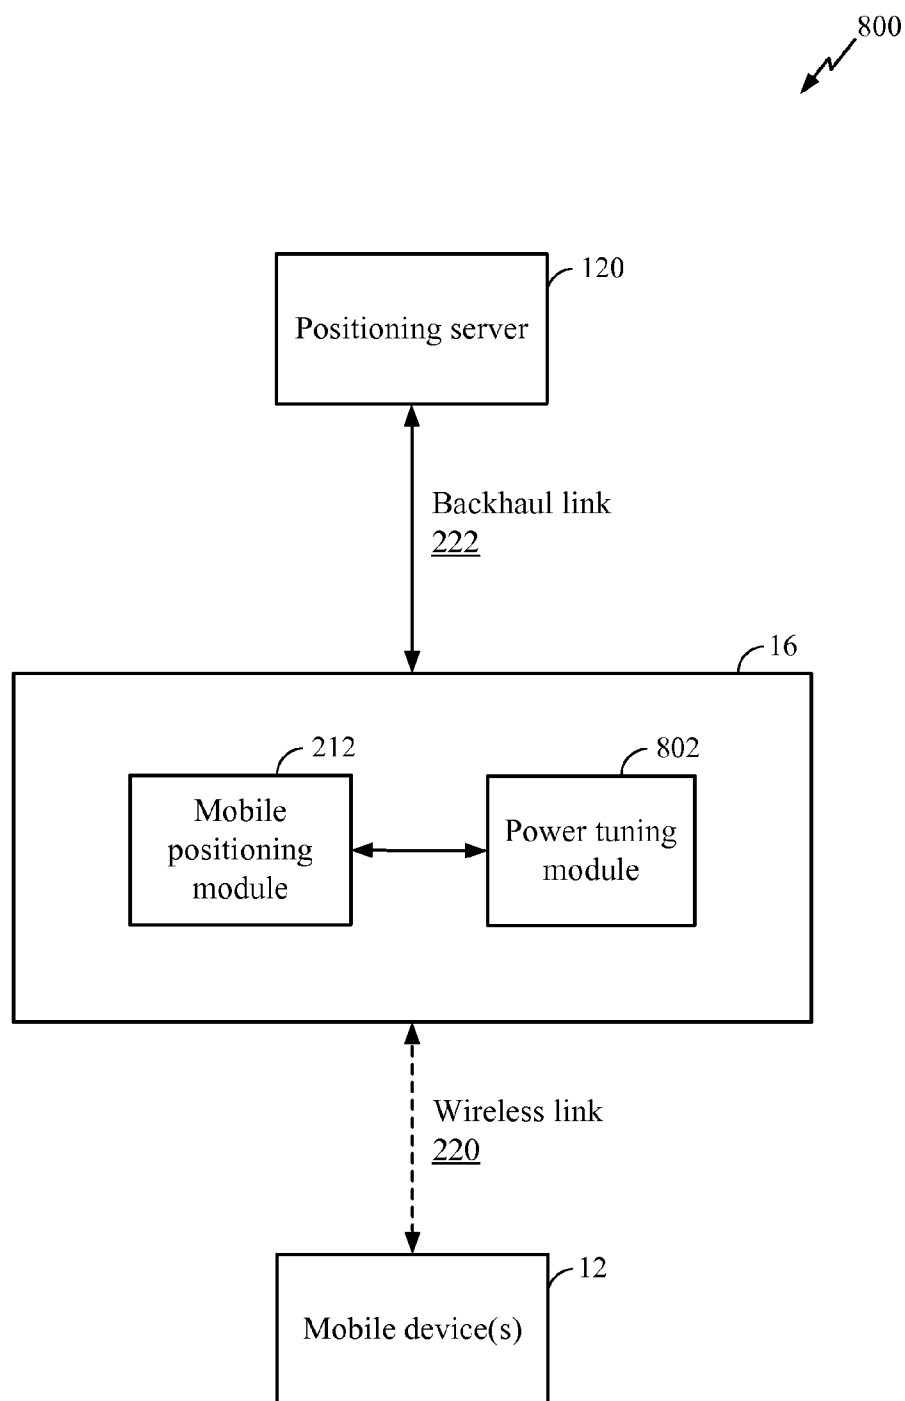 800
120
Positioning server
Backhaul link
222
16
212
802
Mobile
positioning
module
Power tuning
module
Wireless link
220
12
Mobile device(s)